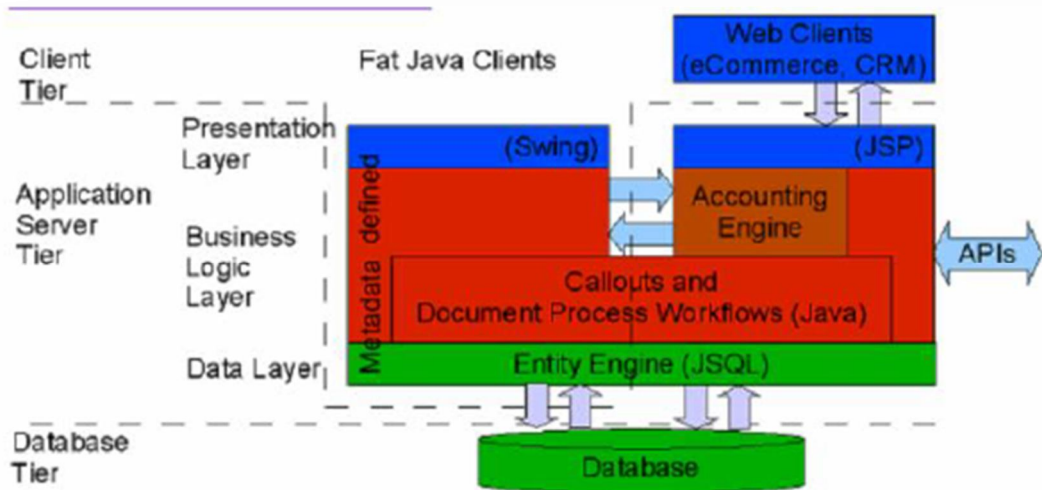 Client
Tier
Fat Java Clients
Web Clients
(eCommerce, CRM)
Presentation
Layer
(Swing)
(JSP)
Application
Server
Tier
Metadata defined
Accounting
Engine
Business
Logic
Layer
APIs
Callouts and
Document Process Workflows (Java)
Data Layer
Entity Engine (JSQL)
Database
Tier
Database